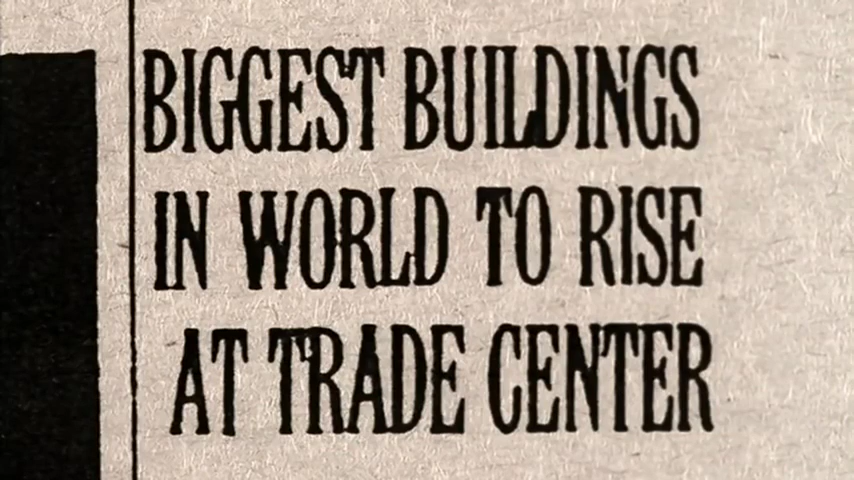 BIGGEST BUILDINGS
IN WORLD TO RISE
AT TRADE CENTER